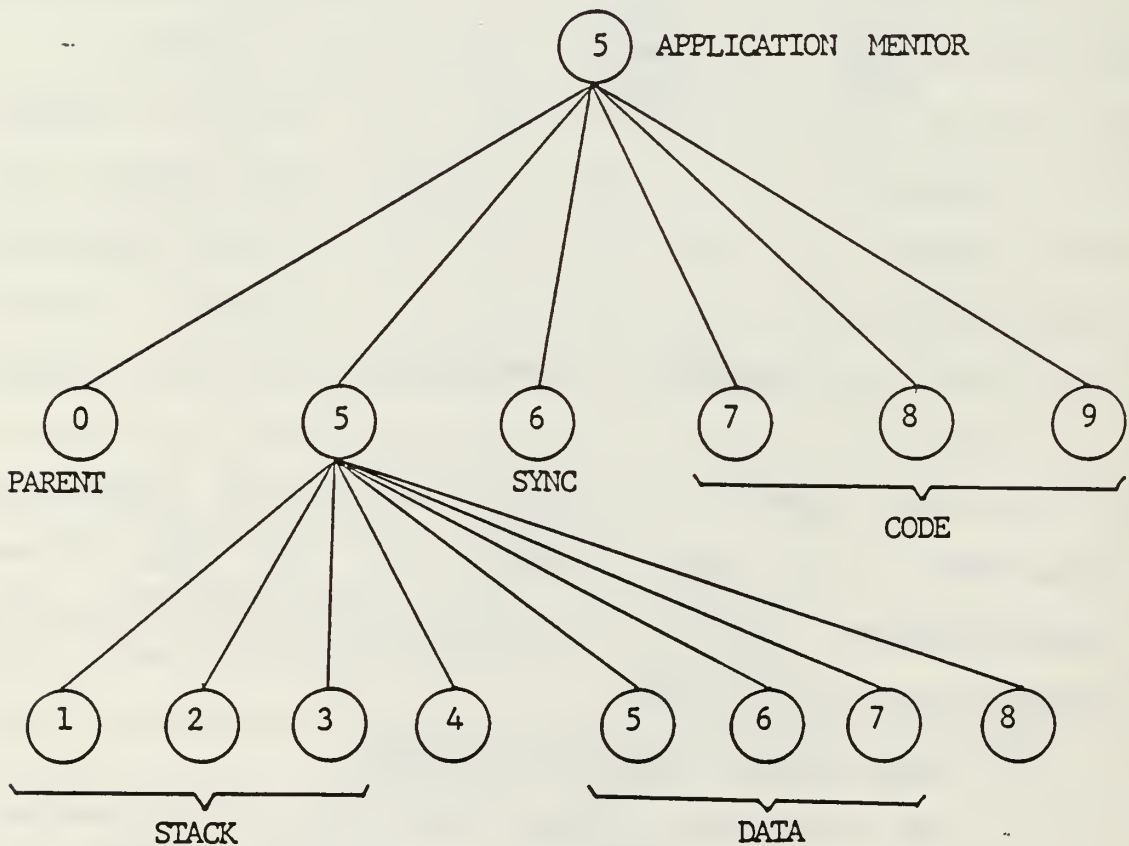 5 APPLICATION MENTOR
0 5 6 7 8 9
PARENT SYNC
CODE
1 2 3 4 5 6 7 8
STACK DATA